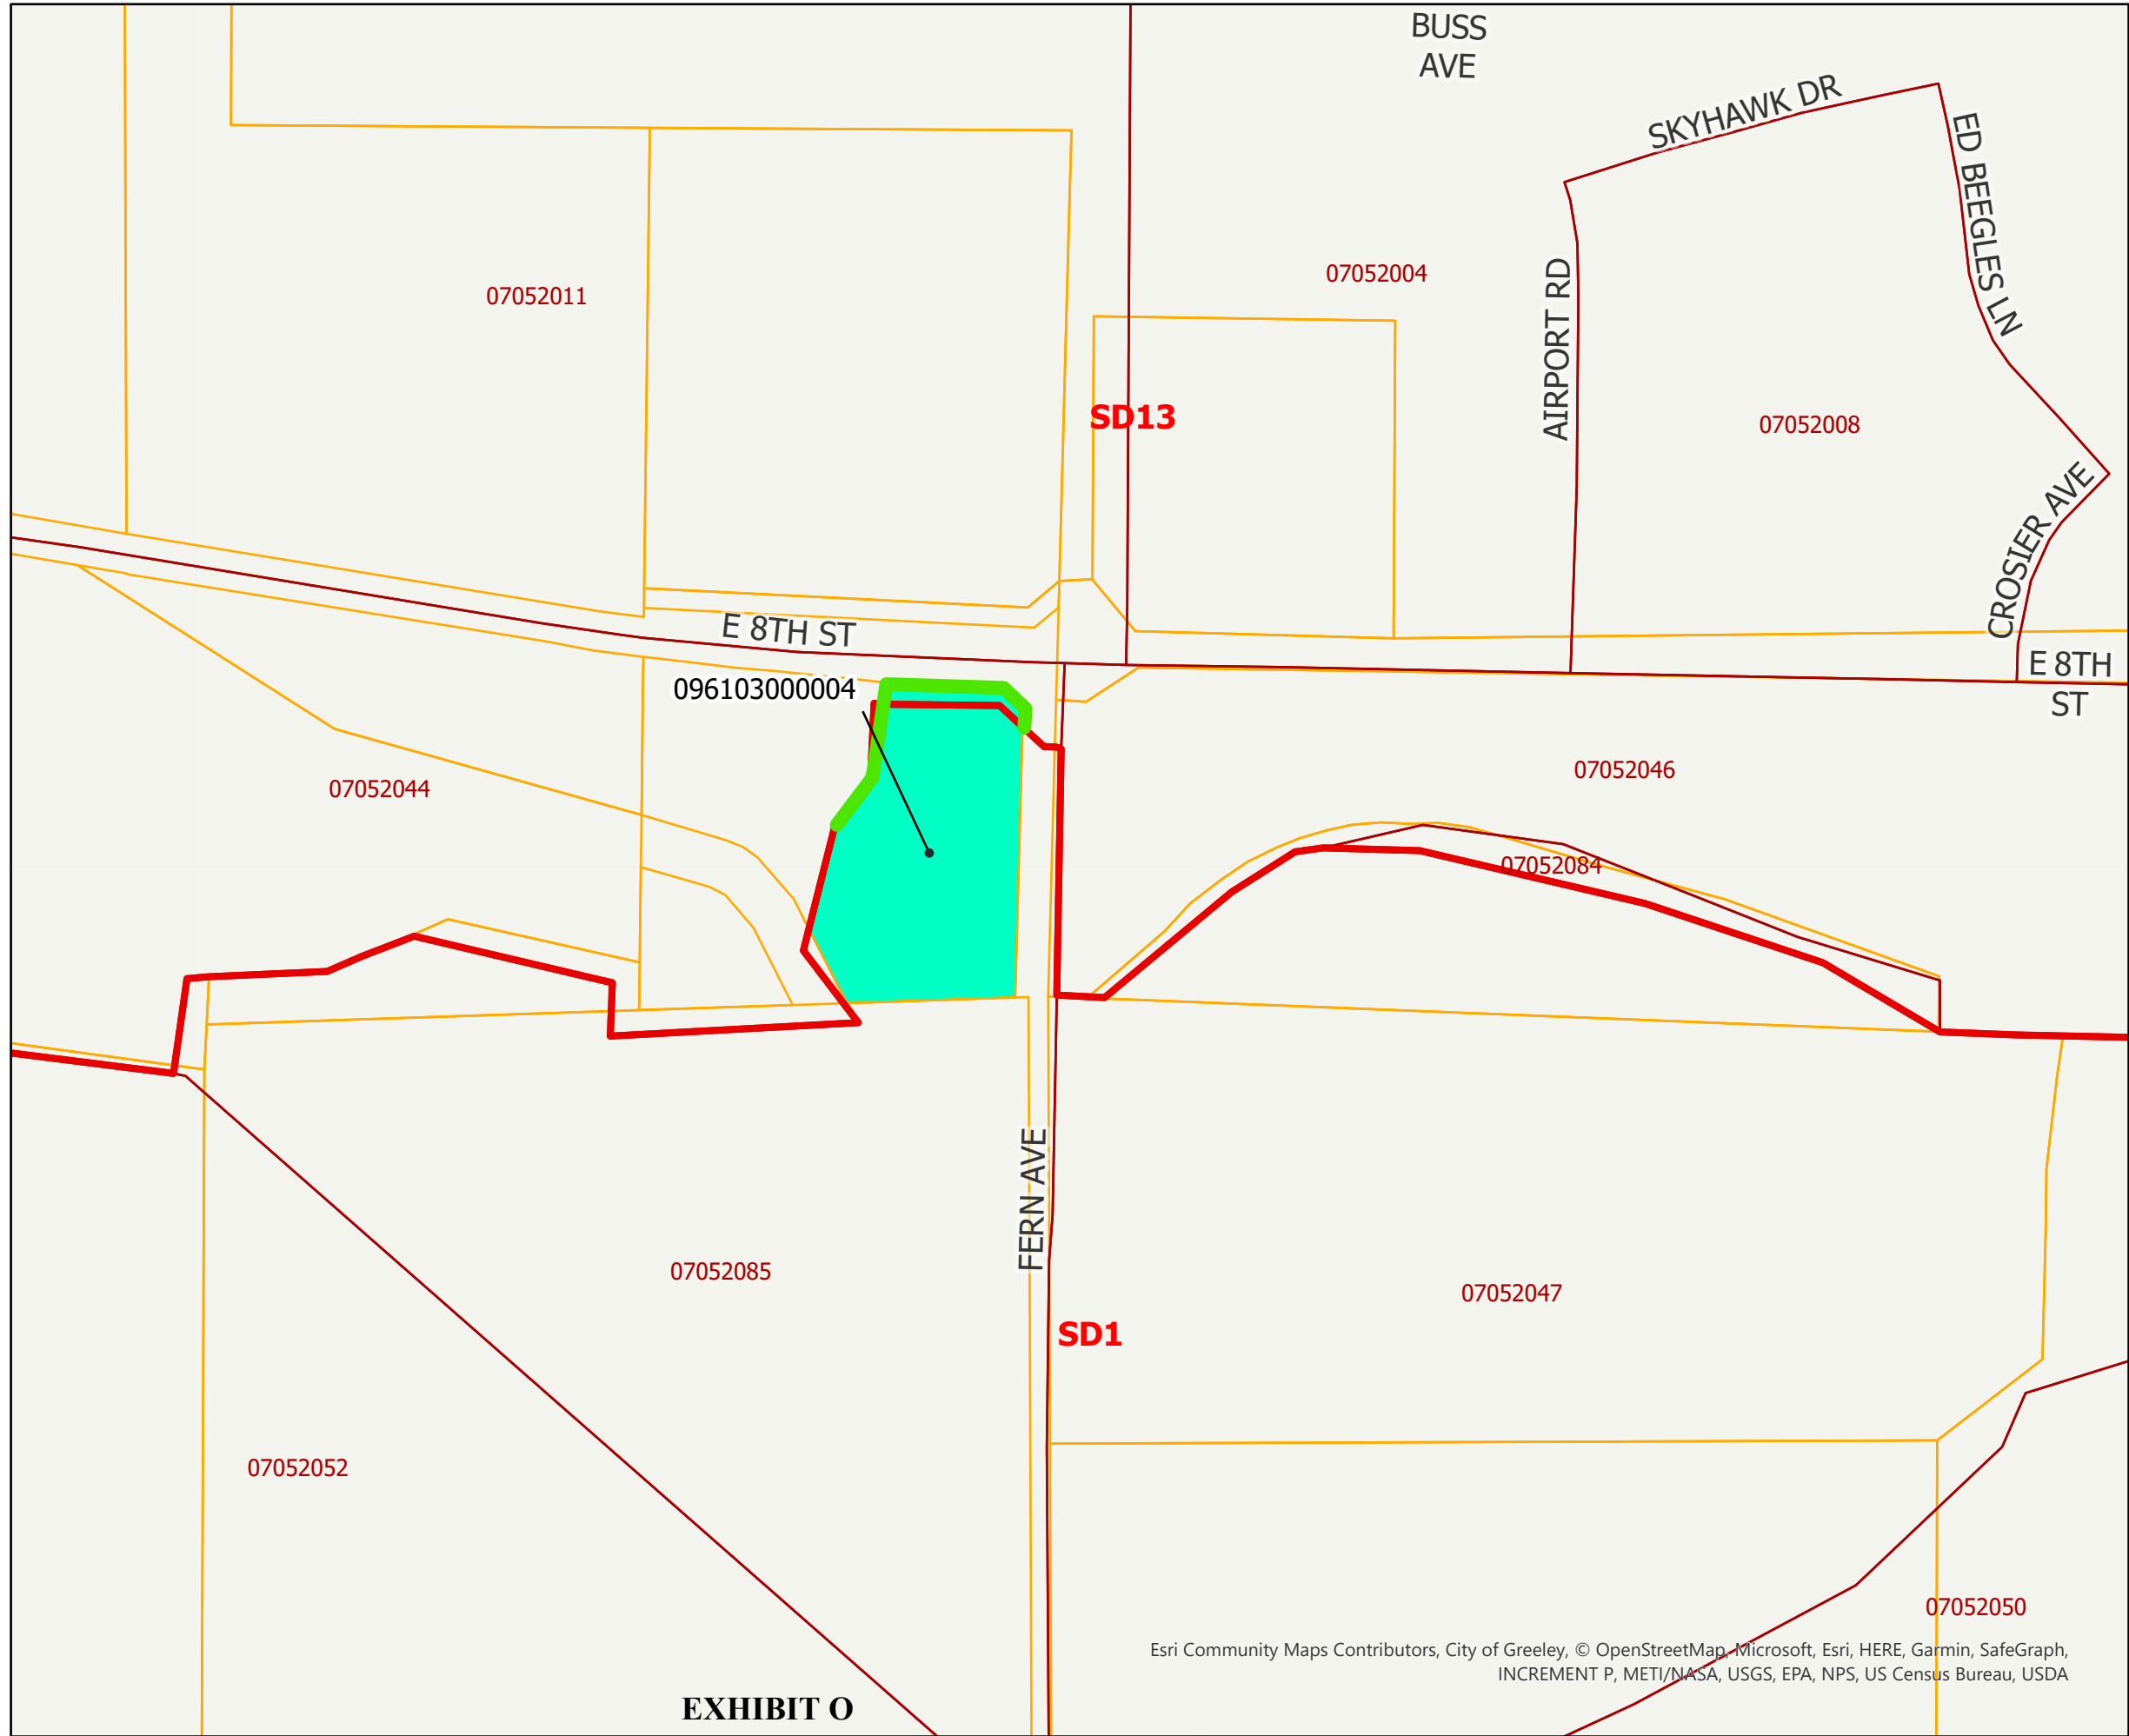 BUSS
AVE
SKYHAWK DR
ED BEEGLES LN
07052011
07052004
AIRPORT RD
SD13
07052008
CROSIER AVE
E 8TH ST
E 8TH
ST
096103000004
07052044
07052046
07052084
FERN AVE
07052085
07052047
SD1
07052052
07052050
Esri Community Maps Contributors, City of Greeley, © OpenStreetMap, Microsoft, Esri, HERE, Garmin, SafeGraph,
INCREMENT P, METI/NASA, USGS, EPA, NPS, US Census Bureau, USDA
EXHIBIT O